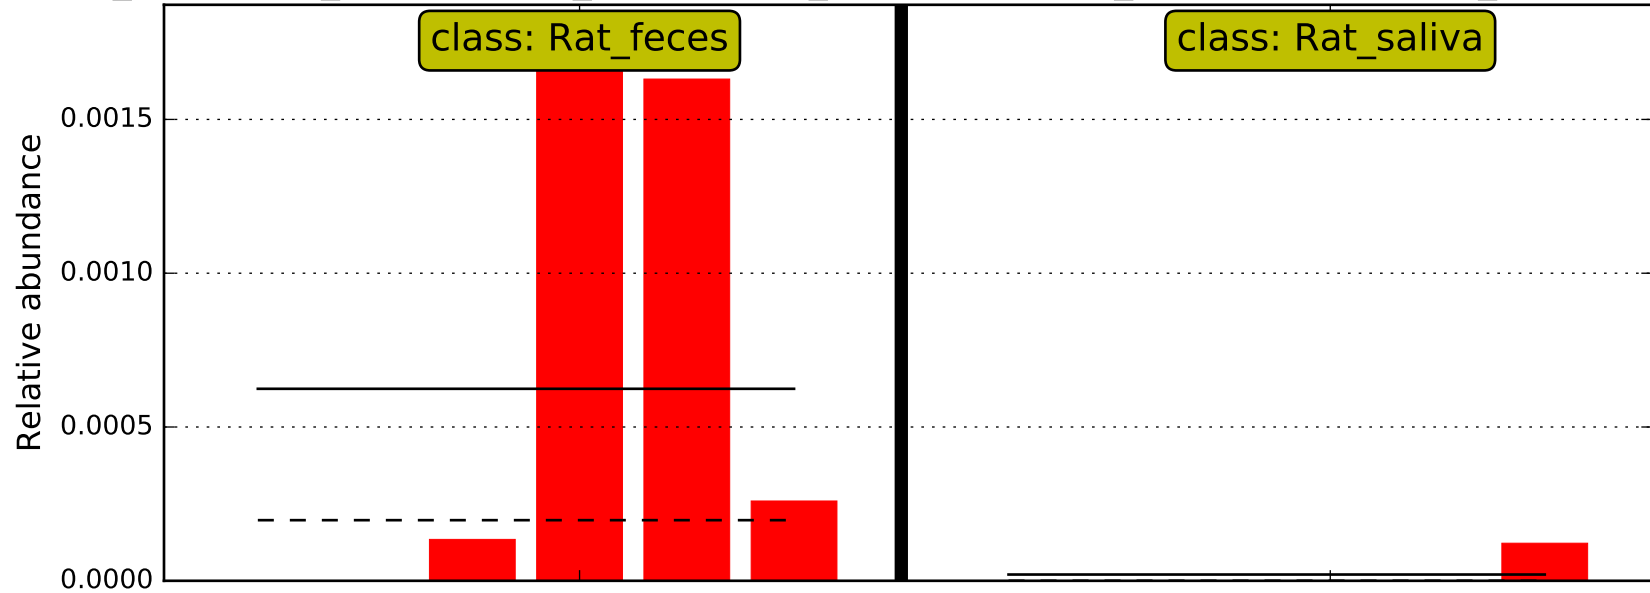 class: Rat_feces
class: Rat_saliva
Relative abundance
0.0015
0.0010
0.0005
0.0000